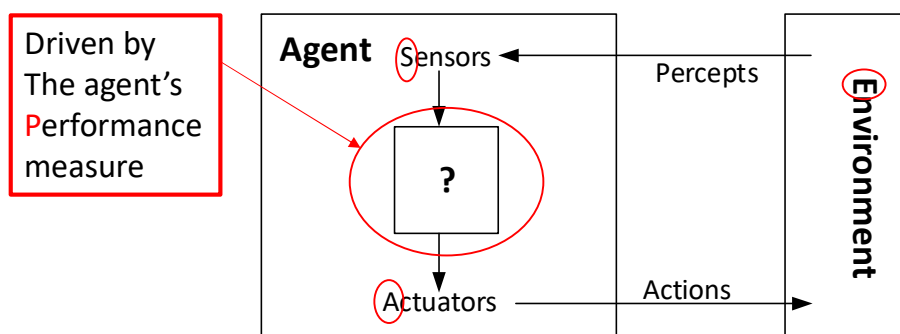 Driven by
The agent's
Performance
measure
Agent
Sensors
Percepts
?
Actuators
Actions
Environment